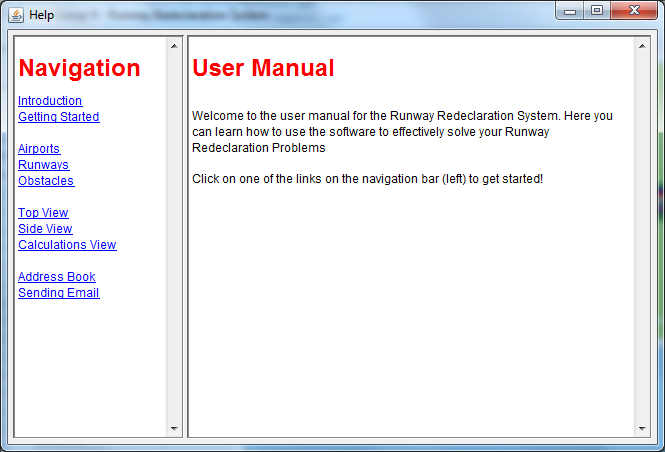 Help
Navigation
Introduction
Getting Started
Airports
Runways
Obstacles
Top View
Side View
Calculations View
Address Book
Sending Email
User Manual
Welcome to the user manual for the Runway Redeclaration System. Here you
can learn how to use the software to effectively solve your Runway
Redeclaration Problems
Click on one of the links on the navigation bar (left) to get started!